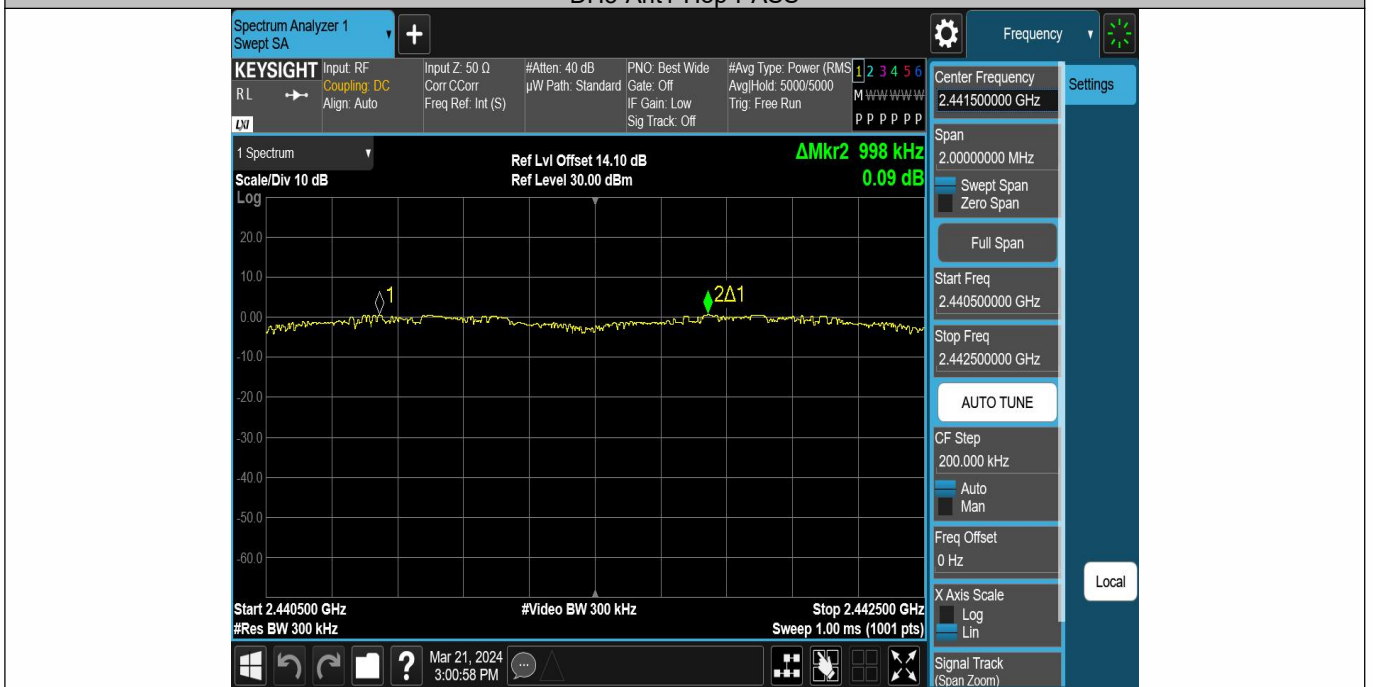 Spectrum Analyzer 1
Swept SA
+
Frequency
KEYSIGHT
RL
LXI
Input: RF
Coupling: DC
Align: Auto
Input Z: 50 Ω
Corr CCorr
Freq Ref: Int (S)
#Atten: 40 dB
µW Path: Standard
PNO: Best Wide
Gate: Off
IF Gain: Low
Sig Track: Off
#Avg Type: Power (RMS
Avg|Hold: 5000/5000
Trig: Free Run
1 2 3 4 5 6
M W W W W W
P P P P P P
Center Frequency
2.441500000 GHz
Settings
1 Spectrum
Scale/Div 10 dB
Log
Ref Lvl Offset 14.10 dB
Ref Level 30.00 dBm
ΔMkr2 998 kHz
0.09 dB
Span
2.00000000 MHz
Swept Span
Zero Span
Full Span
Start Freq
2.440500000 GHz
Stop Freq
2.442500000 GHz
AUTO TUNE
CF Step
200.000 kHz
Auto
Man
Freq Offset
0 Hz
X Axis Scale
Log
Lin
Signal Track
(Span Zoom)
Local
20.0
10.0
0.00
-10.0
-20.0
-30.0
-40.0
-50.0
-60.0
1
2Δ1
Start 2.440500 GHz
#Res BW 300 kHz
#Video BW 300 kHz
Stop 2.442500 GHz
Sweep 1.00 ms (1001 pts)
?
Mar 21, 2024
3:00:58 PM